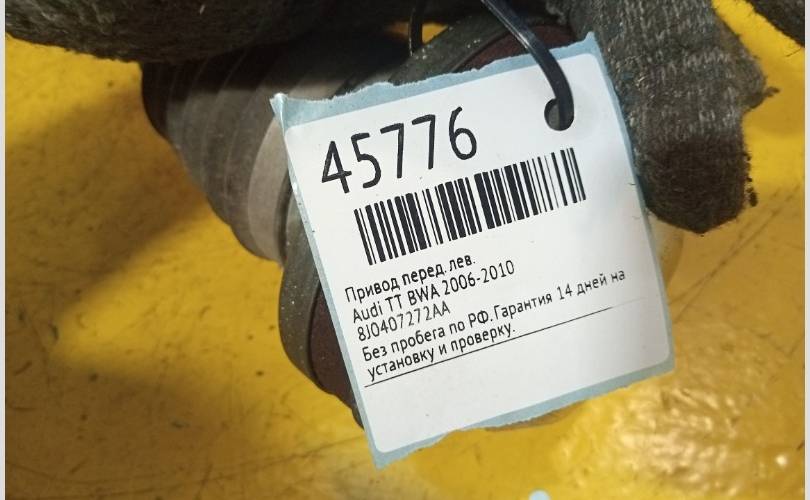 45776
Привод перед. лев.
Audi TT BWA 2006-2010
8J0407272AA
Без пробега по РФ.Гарантия 14 дней на
установку и проверку.